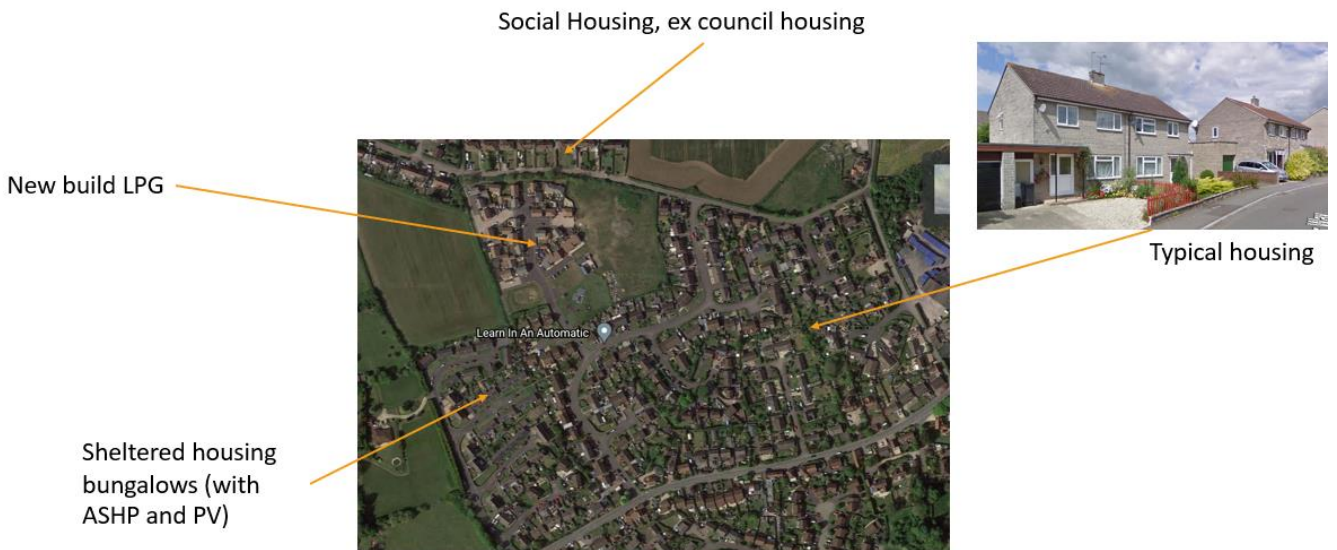 Social Housing, ex council housing
New build LPG
Learn In An Automatic
Typical housing
Sheltered housing
bungalows (with
ASHP and PV)